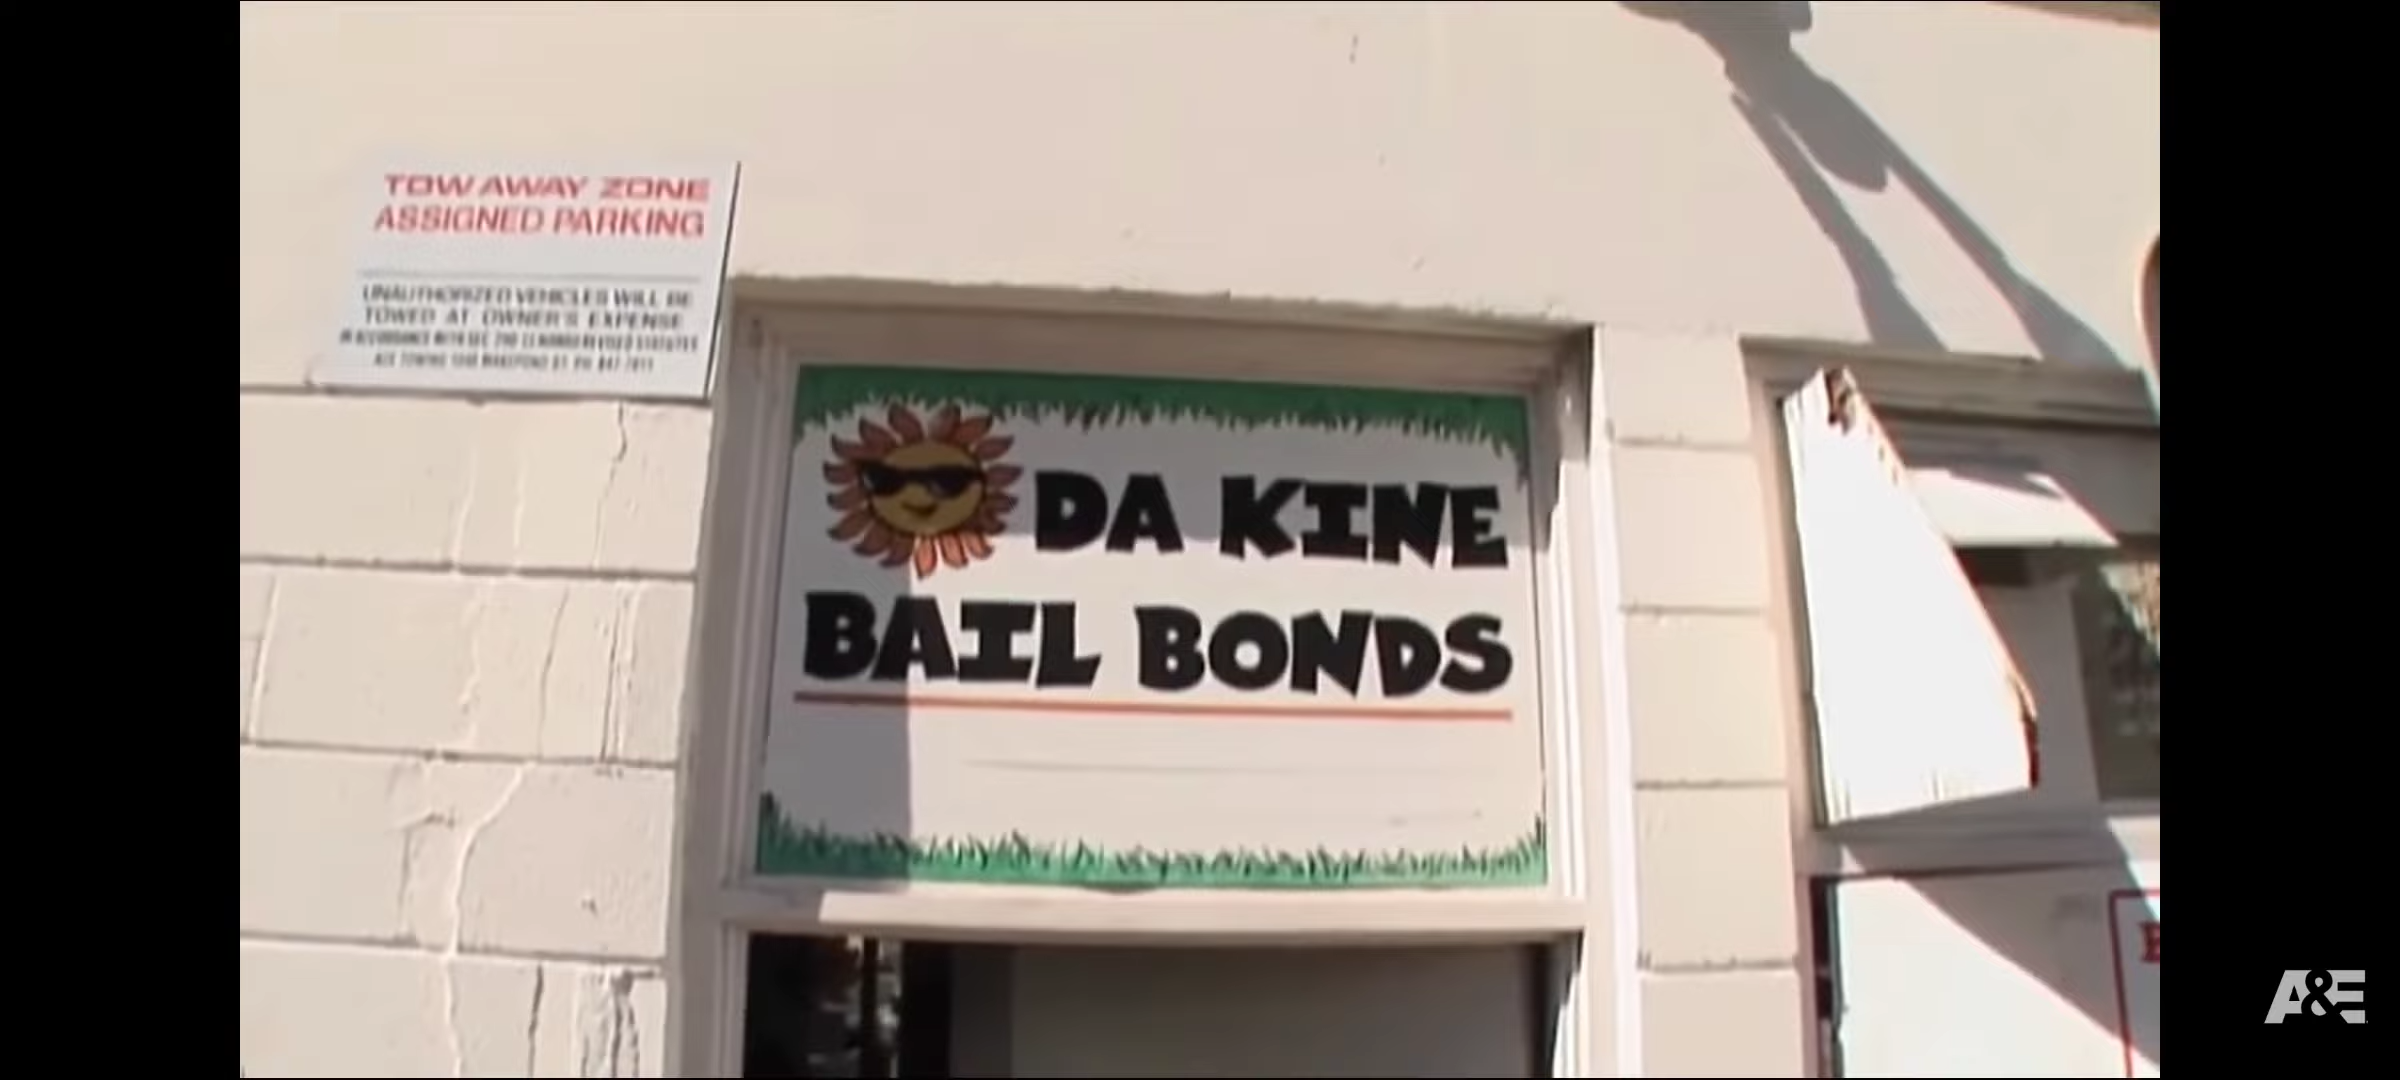 TOW AWAY ZONE
ASSIGNED PARKING
UNAUTHORIZED VEHICLES WILL BE
TOWED AT OWNER'S EXPENSE
DA KINE
BAIL BONDS
A&E